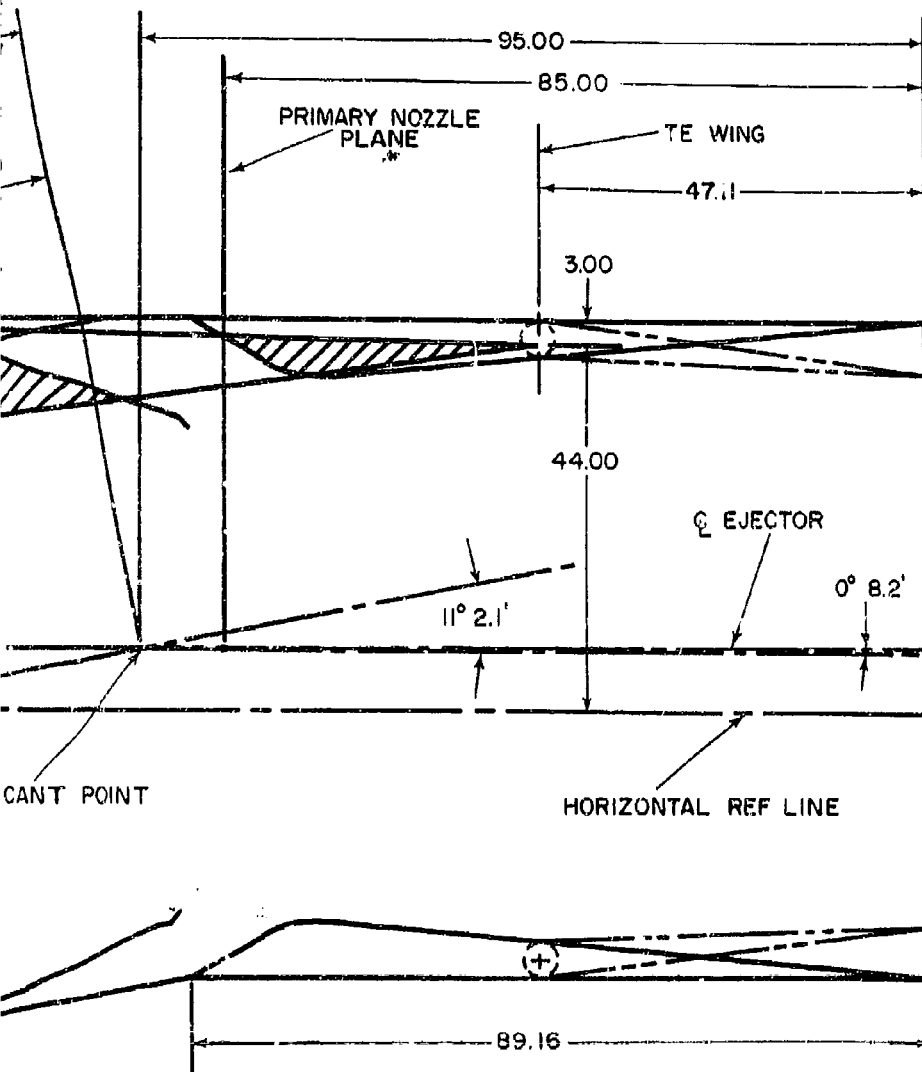 95.00
85.00
PRIMARY NOZZLE
PLANE
*
TE WING
47.11
3.00
44.00
℄ EJECTOR
0° 8.2'
11° 2.1'
CANT POINT
HORIZONTAL REF LINE
+
89.16